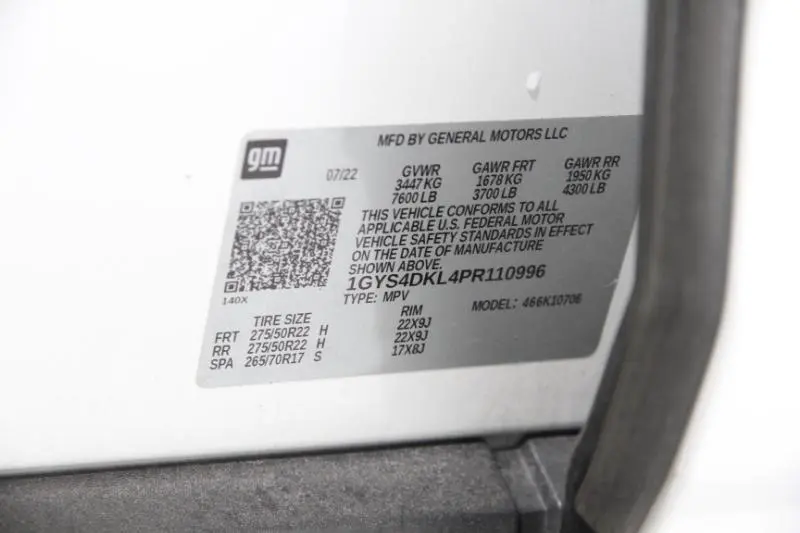 gm
MFD BY GENERAL MOTORS LLC
07/22 GVWR GAWR FRT GAWR RR
3447 KG 1678 KG 1950 KG
7600 LB 3700 LB 4300 LB
THIS VEHICLE CONFORMS TO ALL
APPLICABLE U.S. FEDERAL MOTOR
VEHICLE SAFETY STANDARDS IN EFFECT
ON THE DATE OF MANUFACTURE
SHOWN ABOVE.
1GYS4DKL4PR110996
140X
TYPE: MPV MODEL: 466K10706
TIRE SIZE RIM
FRT 275/50R22 H 22X9J
RR 275/50R22 H 22X9J
SPA 265/70R17 S 17X8J